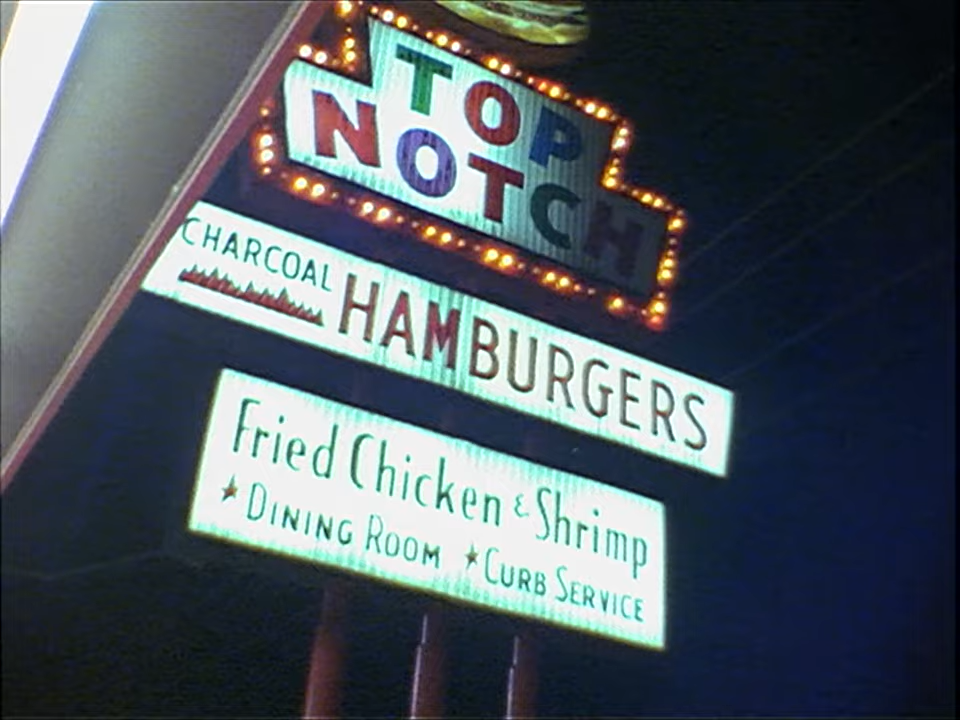 TOP
NOTCH
CHARCOAL
HAMBURGERS
Fried Chicken & Shrimp
★ DINING ROOM ★ CURB SERVICE